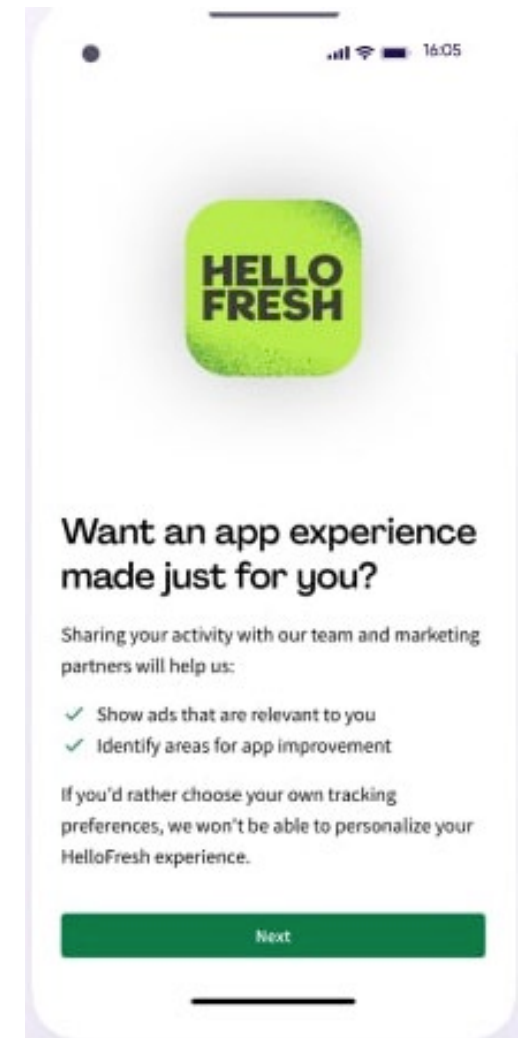 16:05
HELLO
FRESH
Want an app experience
made just for you?
Sharing your activity with our team and marketing
partners will help us:
Show ads that are relevant to you
Identify areas for app improvement
If you'd rather choose your own tracking
preferences, we won't be able to personalize your
HelloFresh experience.
Next